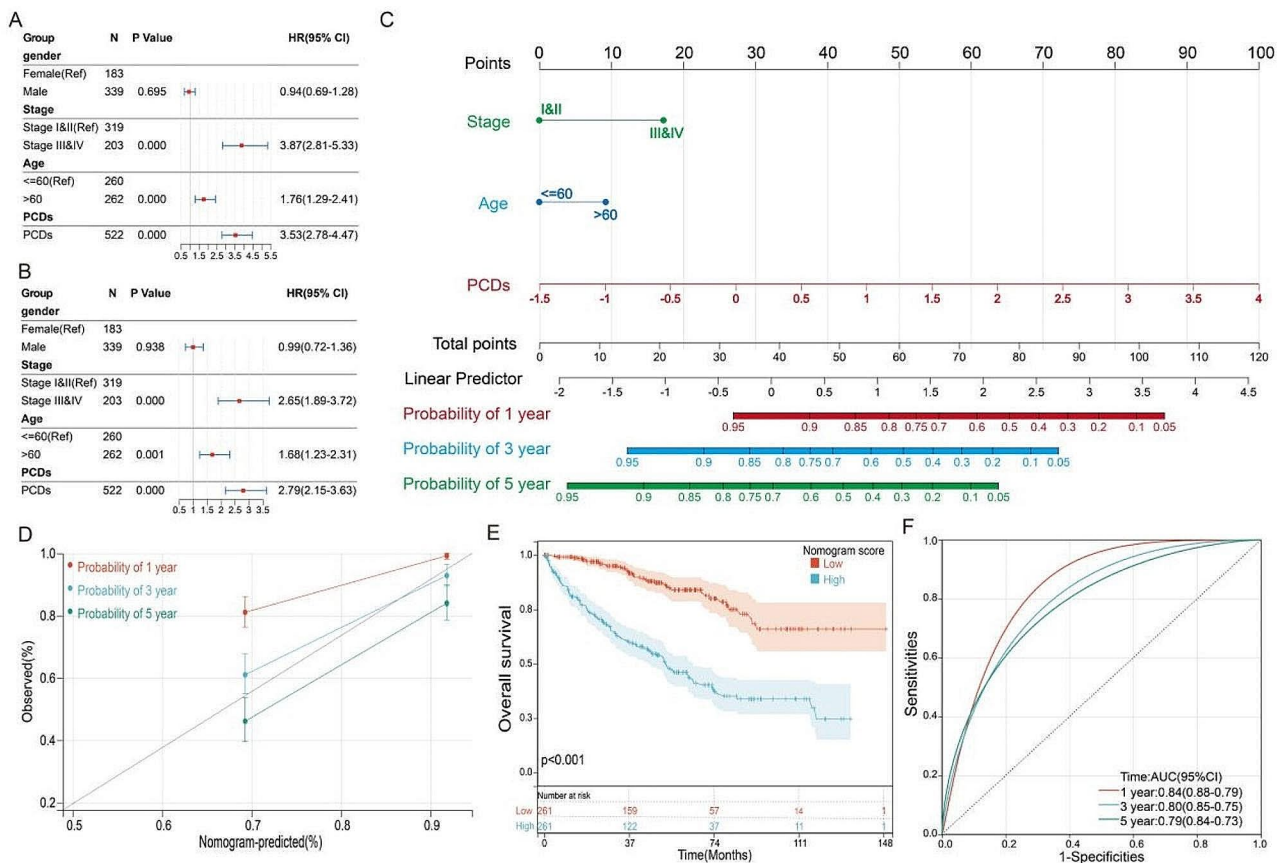 A
Group N P Value HR(95% CI)
gender
Female(Ref) 183
Male 339 0.695 0.94(0.69-1.28)
Stage
Stage I&II(Ref) 319
Stage III&IV 203 0.000 3.87(2.81-5.33)
Age
<=60(Ref) 260
>60 262 0.000 1.76(1.29-2.41)
PCDs
PCDs 522 0.000 3.53(2.78-4.47)
0.5 1.5 2.5 3.5 4.5 5.5
B
Group N P Value HR(95% CI)
gender
Female(Ref) 183
Male 339 0.938 0.99(0.72-1.36)
Stage
Stage I&II(Ref) 319
Stage III&IV 203 0.000 2.65(1.89-3.72)
Age
<=60(Ref) 260
>60 262 0.001 1.68(1.23-2.31)
PCDs
PCDs 522 0.000 2.79(2.15-3.63)
0.5 1 1.5 2 2.5 3 3.5
C
Points 0 10 20 30 40 50 60 70 80 90 100
I&II
Stage
III&IV
<=60
Age
>60
PCDs
-1.5 -1 -0.5 0 0.5 1 1.5 2 2.5 3 3.5 4
Total points
0 10 20 30 40 50 60 70 80 90 100 110 120
Linear Predictor
-2 -1.5 -1 -0.5 0 0.5 1 1.5 2 2.5 3 3.5 4 4.5
Probability of 1 year
0.95 0.9 0.85 0.8 0.75 0.7 0.6 0.5 0.4 0.3 0.2 0.1 0.05
Probability of 3 year
0.95 0.9 0.85 0.8 0.75 0.7 0.6 0.5 0.4 0.3 0.2 0.1 0.05
Probability of 5 year
0.95 0.9 0.85 0.8 0.75 0.7 0.6 0.5 0.4 0.3 0.2 0.1 0.05
D
Observed(%)
1.0
0.8
0.6
0.4
0.2
Probability of 1 year
Probability of 3 year
Probability of 5 year
0.5 0.6 0.7 0.8 0.9
Nomogram-predicted(%)
E
Overall survival
1.0
0.8
0.5
0.3
0.0
Nomogram score
Low
High
p<0.001
Number at risk
Low 261 159 57 14 1
High 261 122 37 11 1
0 37 74 111 148
Time(Months)
F
Sensitivities
1.0
0.8
0.6
0.4
0.2
0.0
Time:AUC(95%CI)
1 year:0.84(0.88-0.79)
3 year:0.80(0.85-0.75)
5 year:0.79(0.84-0.73)
0.0 0.2 0.4 0.6 0.8 1.0
1-Specificities